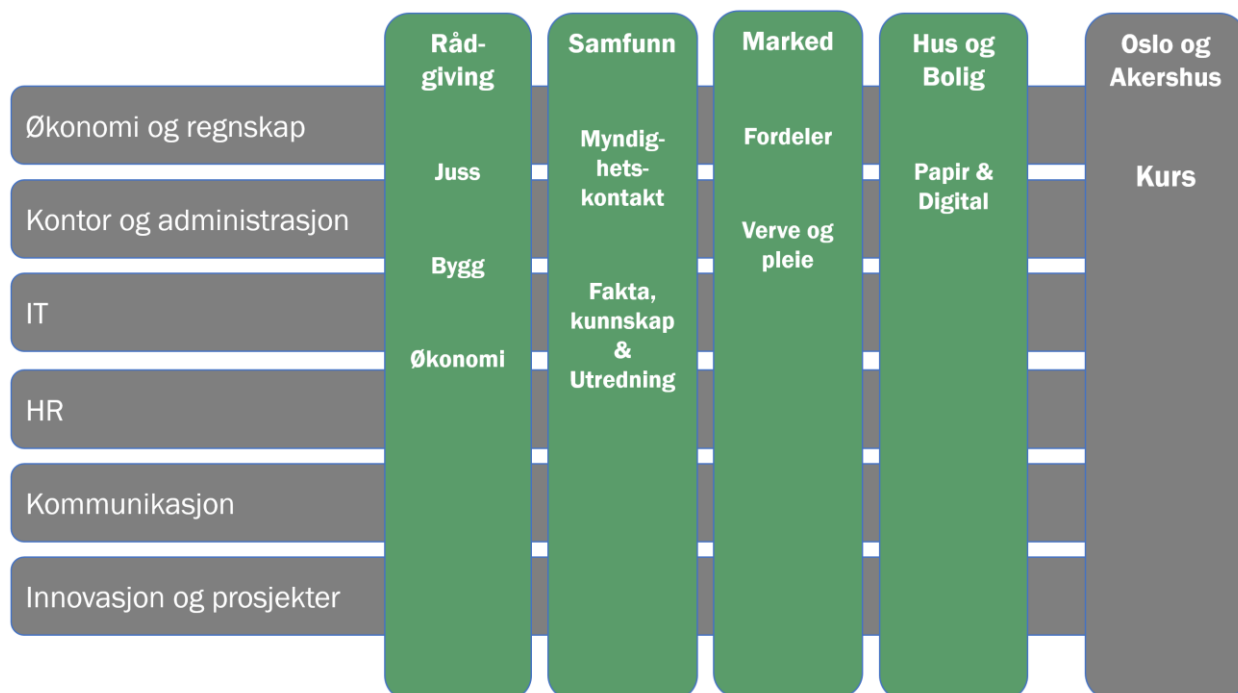 Råd-
giving
Juss
Bygg
Økonomi
Samfunn
Myndig-
hets-
kontakt
Fakta,
kunnskap
&
Utredning
Marked
Fordeler
Verve og
pleie
Hus og
Bolig
Papir &
Digital
Oslo og
Akershus
Kurs
Økonomi og regnskap
Kontor og administrasjon
IT
HR
Kommunikasjon
Innovasjon og prosjekter